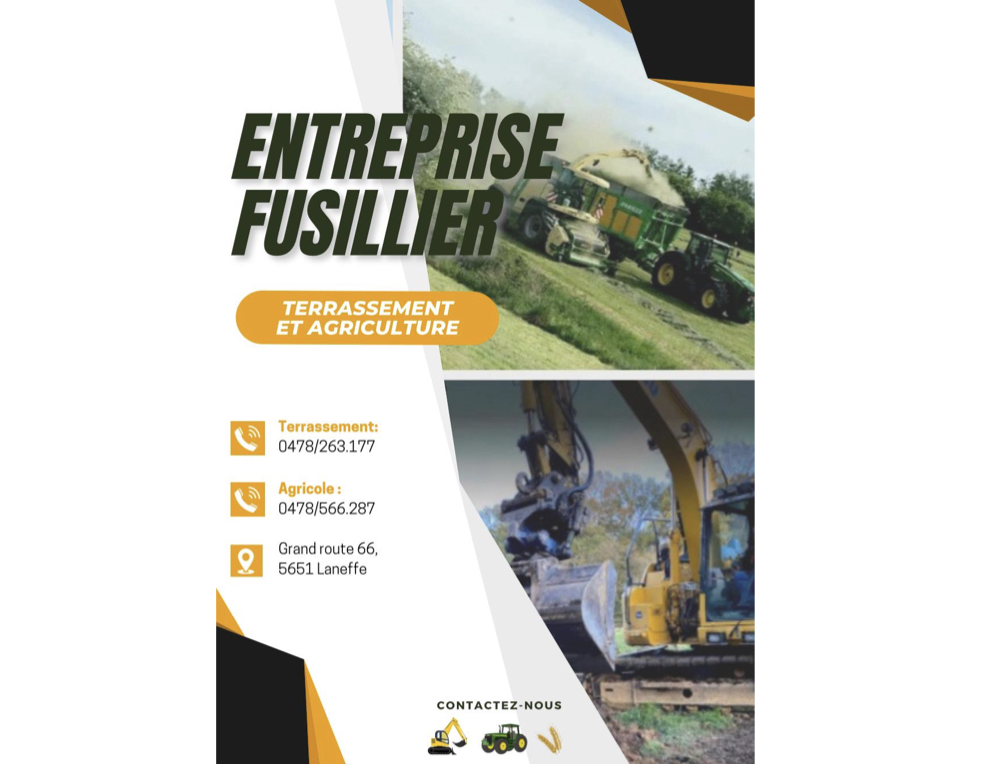 ENTREPRISE
FUSILLIER
TERRASSEMENT
ET AGRICULTURE
Terrassement:
0478/263.177
Agricole :
0478/566.287
Grand route 66,
5651 Laneffe
CONTACTEZ-NOUS